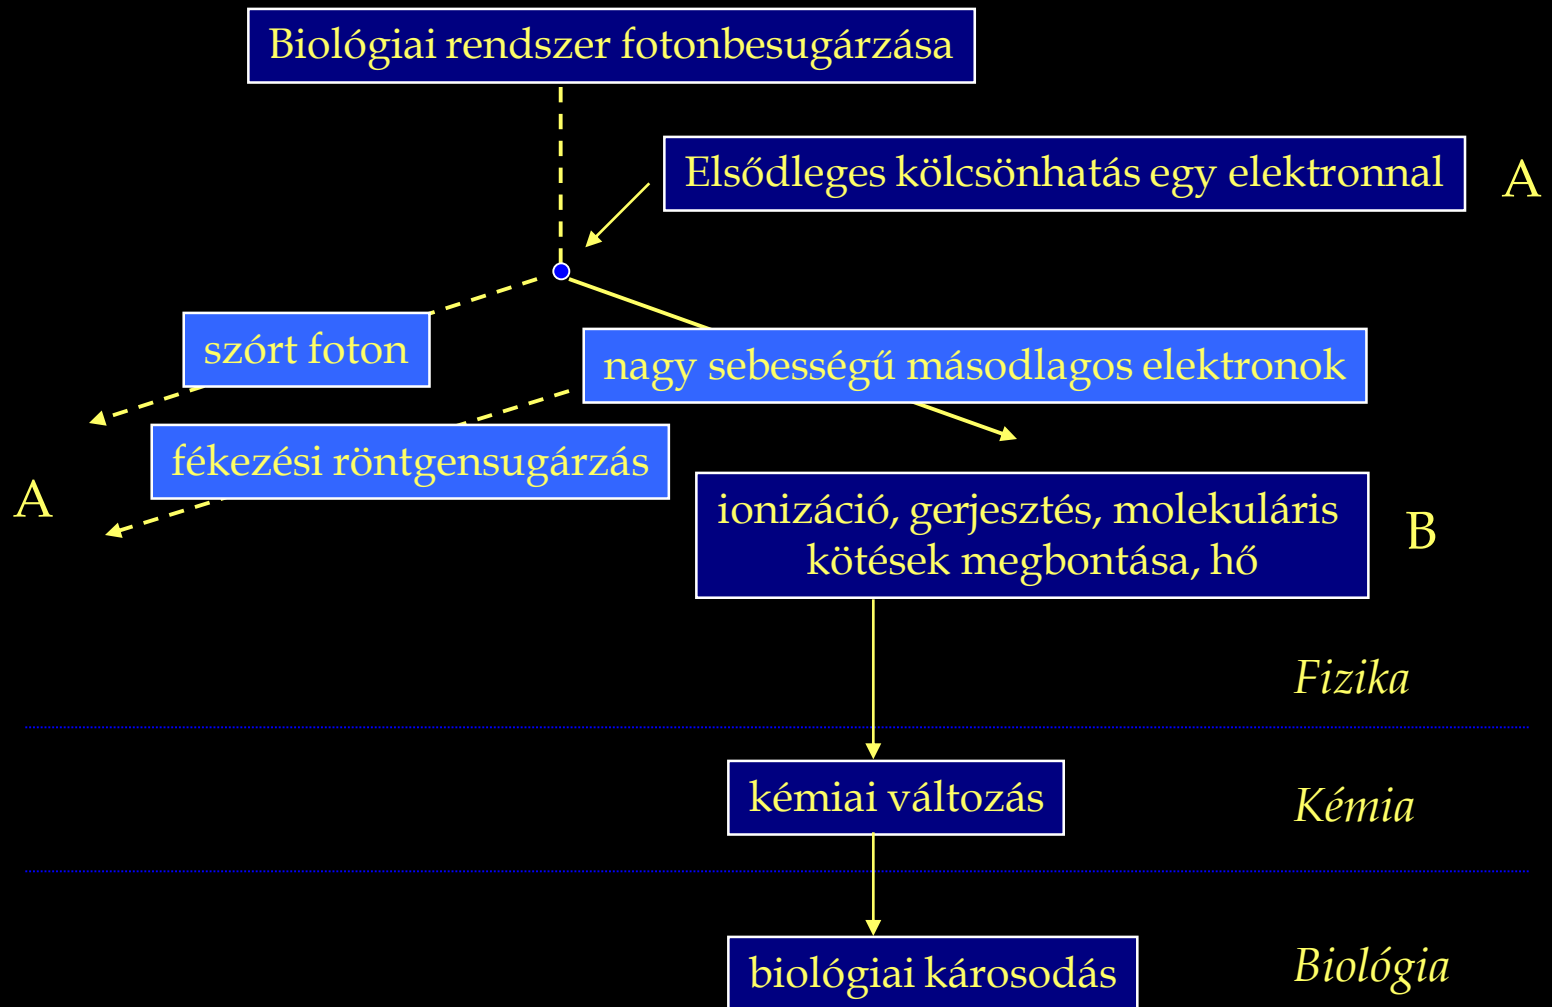 Biológiai rendszer fotonbesugárzása
Elsődleges kölcsönhatás egy elektronnal
A
szórt foton
nagy sebességű másodlagos elektronok
fékezési röntgensugárzás
A
ionizáció, gerjesztés, molekuláris
kötések megbontása, hő
B
Fizika
kémiai változás
Kémia
biológiai károsodás
Biológia